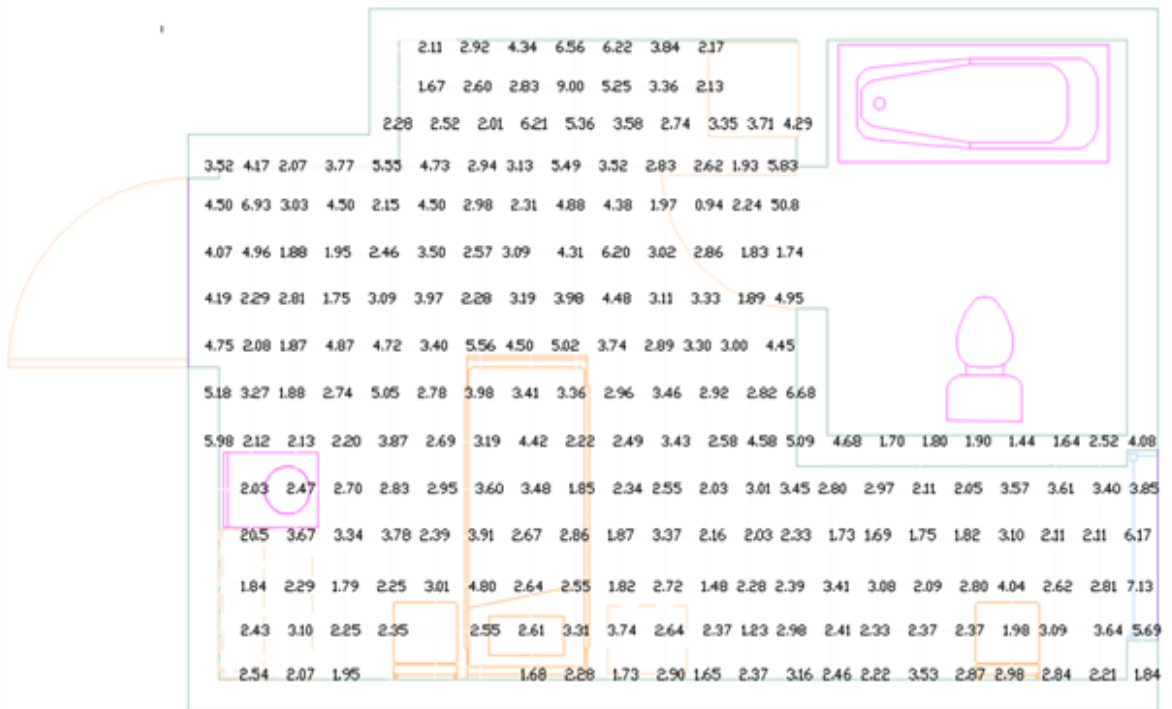 2.11 2.92 4.34 6.56 6.22 3.84 2.17
1.67 2.60 2.83 9.00 5.25 3.36 2.13
2.28 2.52 2.01 6.21 5.36 3.58 2.74 3.35 3.71 4.29
3.52 4.17 2.07 3.77 5.55 4.73 2.94 3.13 5.49 3.52 2.83 2.62 1.93 5.83
4.50 6.93 3.03 4.50 2.15 4.50 2.98 2.31 4.88 4.38 1.97 0.94 2.24 50.8
4.07 4.96 1.88 1.95 2.46 3.50 2.57 3.09 4.31 6.20 3.02 2.86 1.83 1.74
4.19 2.29 2.81 1.75 3.09 3.97 2.28 3.19 3.98 4.48 3.11 3.33 1.89 4.95
4.75 2.08 1.87 4.87 4.72 3.40 5.56 4.50 5.02 3.74 2.89 3.30 3.00 4.45
5.18 3.27 1.88 2.74 5.05 2.78 3.98 3.41 3.36 2.96 3.46 2.92 2.82 6.68
5.98 2.12 2.13 2.20 3.87 2.69 3.19 4.42 2.22 2.49 3.43 2.58 4.58 5.09 4.68 1.70 1.80 1.90 1.44 1.64 2.52 4.08
2.03 2.47 2.70 2.83 2.95 3.60 3.48 1.85 2.34 2.55 2.03 3.01 3.45 2.80 2.97 2.11 2.05 3.57 3.61 3.40 3.85
20.5 3.67 3.34 3.78 2.39 3.91 2.67 2.86 1.87 3.37 2.16 2.03 2.33 1.73 1.69 1.75 1.82 3.10 2.11 2.11 6.17
1.84 2.29 1.79 2.25 3.01 4.80 2.64 2.55 1.82 2.72 1.48 2.28 2.39 3.41 3.08 2.09 2.80 4.04 2.62 2.81 7.13
2.43 3.10 2.25 2.35 2.55 2.61 3.31 3.74 2.64 2.37 1.23 2.98 2.41 2.33 2.37 2.37 1.98 3.09 3.64 5.69
2.54 2.07 1.95 1.68 2.28 1.73 2.90 1.65 2.37 3.16 2.46 2.22 3.53 2.87 2.98 2.84 2.21 1.84